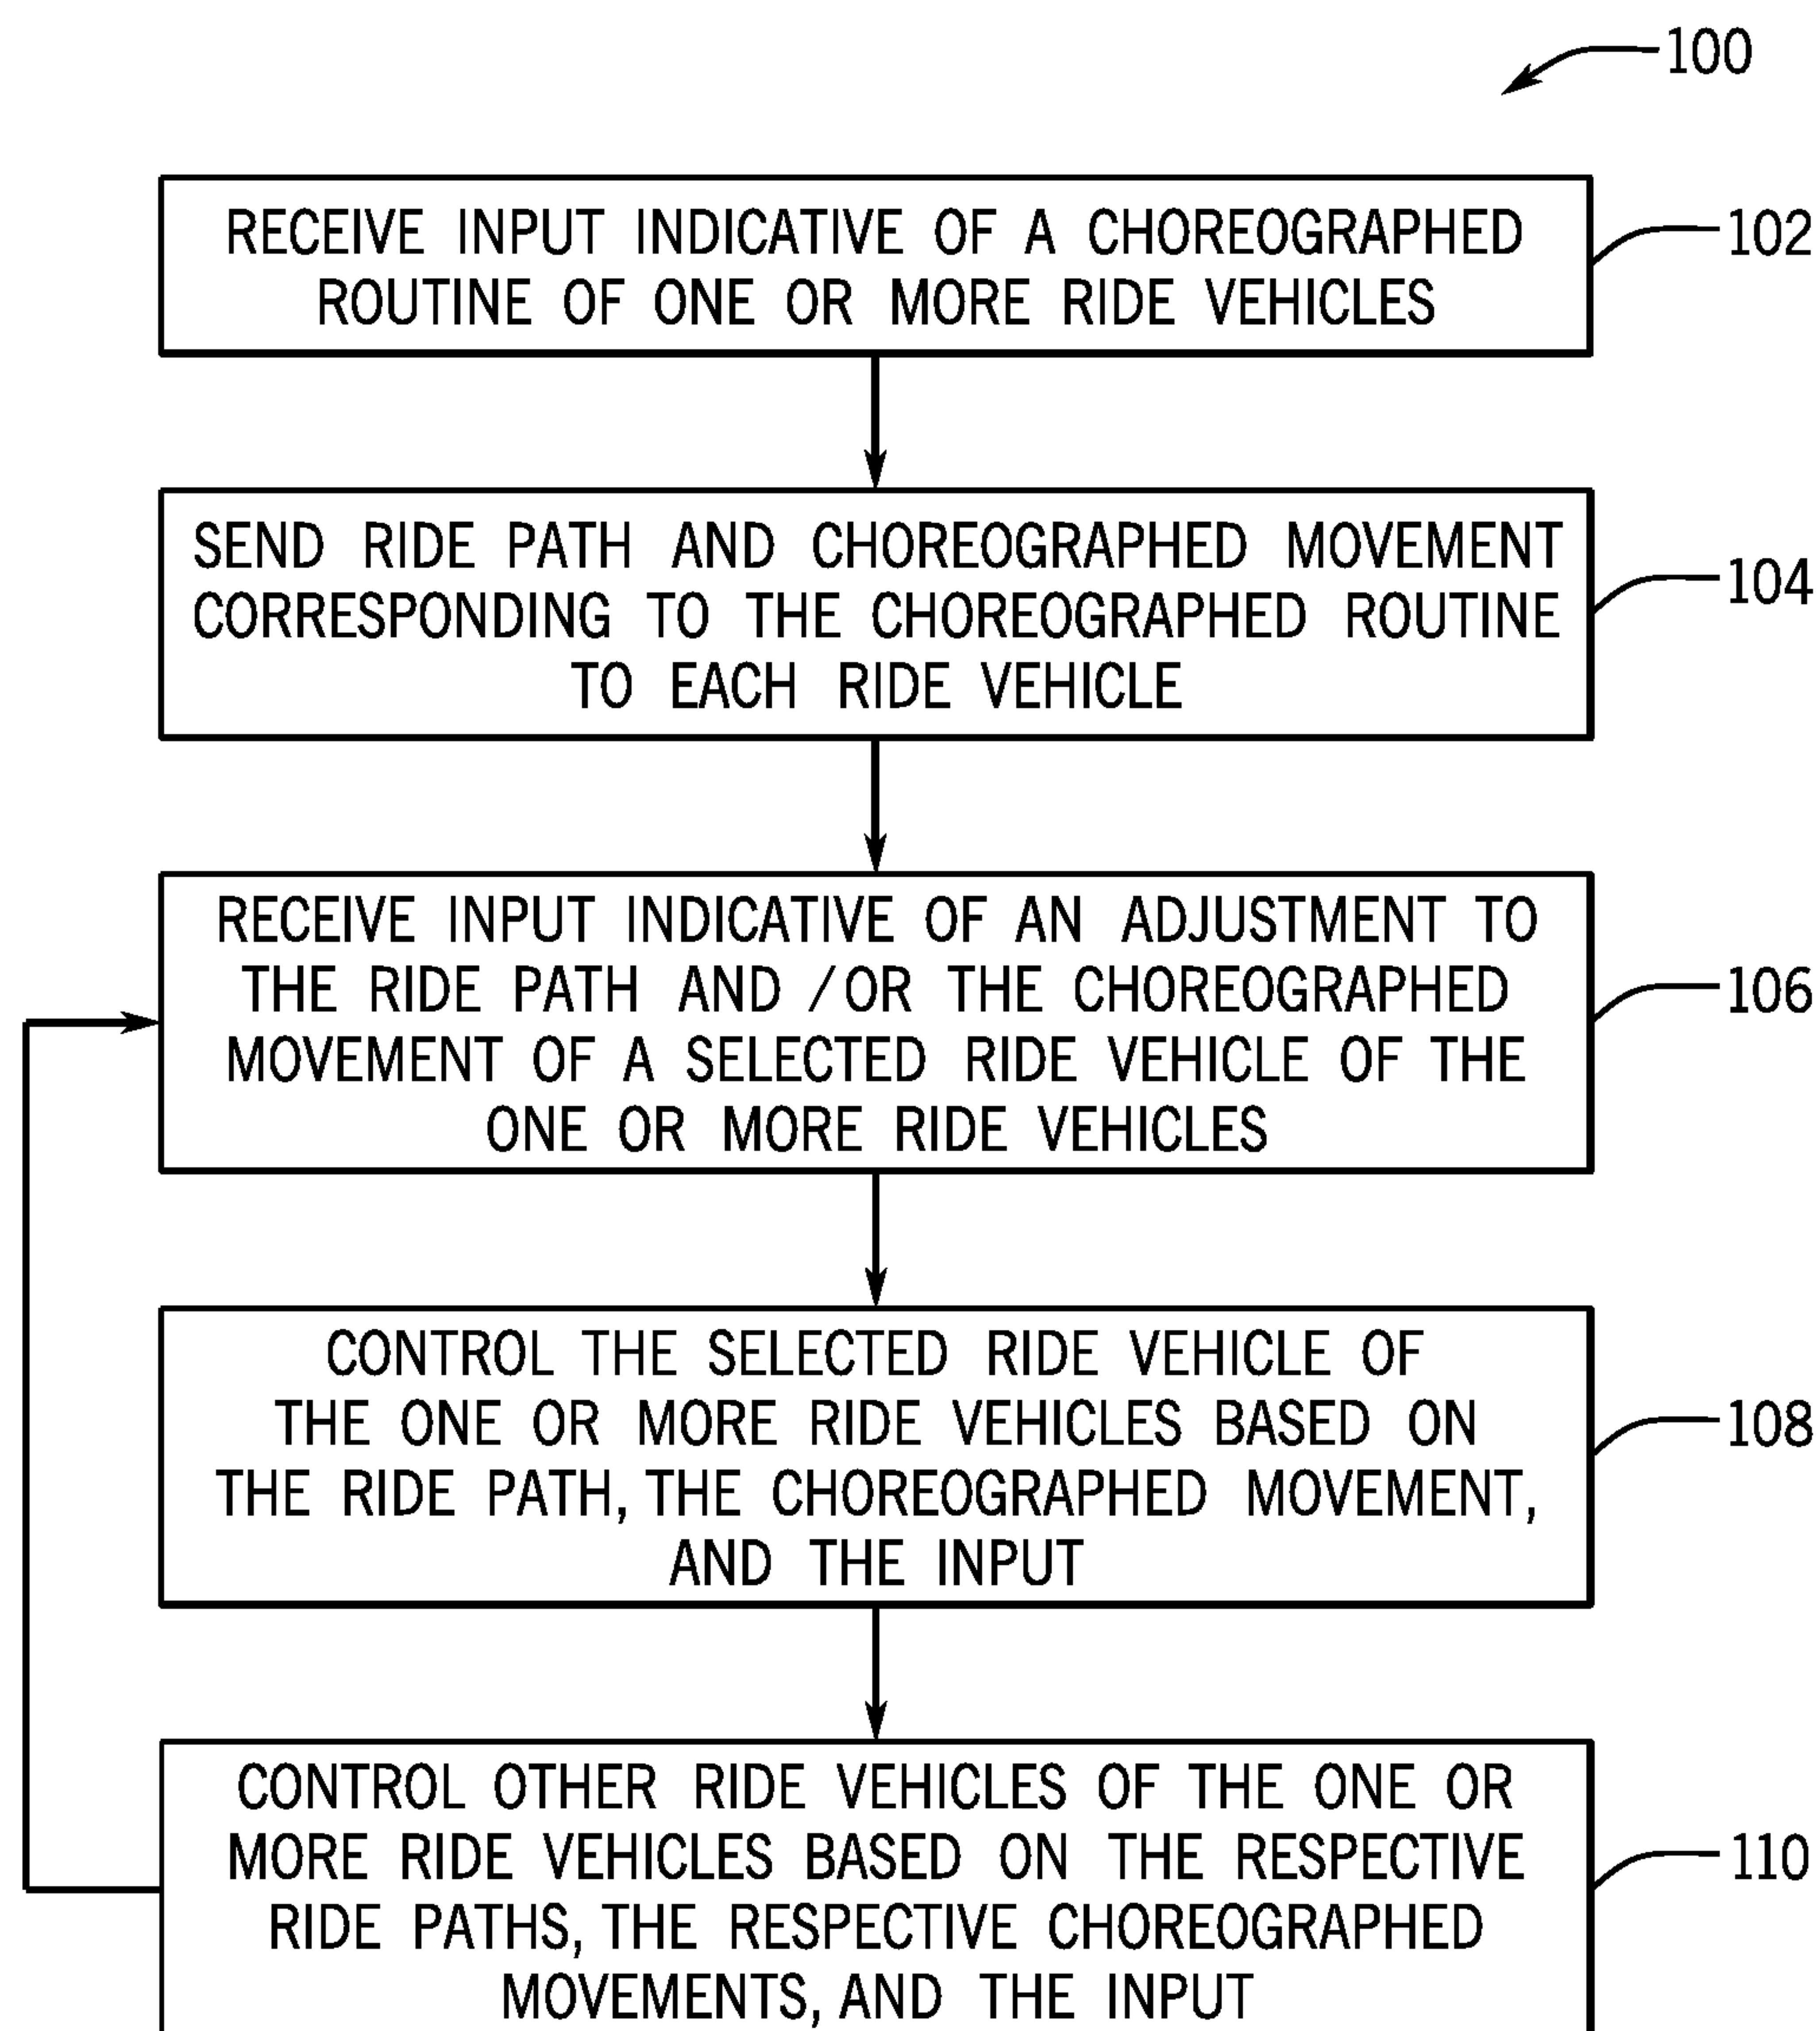 100
RECEIVE INPUT INDICATIVE OF A CHOREOGRAPHED
ROUTINE OF ONE OR MORE RIDE VEHICLES
102
SEND RIDE PATH AND CHOREOGRAPHED MOVEMENT
CORRESPONDING TO THE CHOREOGRAPHED ROUTINE
TO EACH RIDE VEHICLE
104
RECEIVE INPUT INDICATIVE OF AN ADJUSTMENT TO
THE RIDE PATH AND /OR THE CHOREOGRAPHED
MOVEMENT OF A SELECTED RIDE VEHICLE OF THE
ONE OR MORE RIDE VEHICLES
106
CONTROL THE SELECTED RIDE VEHICLE OF
THE ONE OR MORE RIDE VEHICLES BASED ON
THE RIDE PATH, THE CHOREOGRAPHED MOVEMENT,
AND THE INPUT
108
CONTROL OTHER RIDE VEHICLES OF THE ONE OR
MORE RIDE VEHICLES BASED ON THE RESPECTIVE
RIDE PATHS, THE RESPECTIVE CHOREOGRAPHED
MOVEMENTS, AND THE INPUT
110